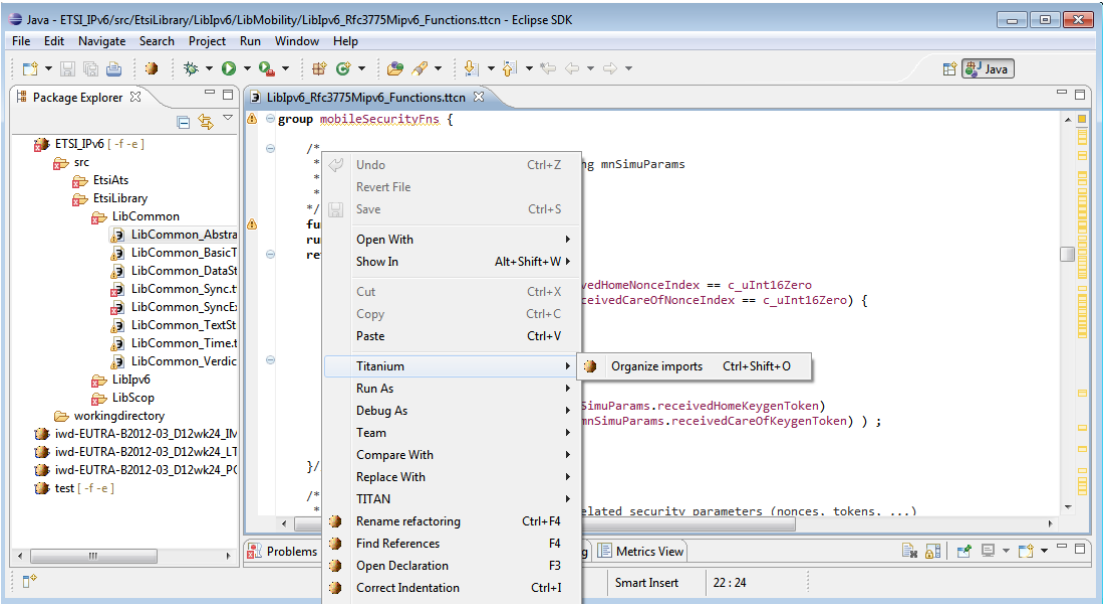 Java - ETSI_IPv6/src/EtsiLibrary/LibIpv6/LibMobility/LibIpv6_Rfc3775Mipv6_Functions.ttcn - Eclipse SDK
File Edit Navigate Search Project Run Window Help
Java
Package Explorer
LibIpv6_Rfc3775Mipv6_Functions.ttcn
ETSI_IPv6 [ -f -e ]
src
EtsiAts
EtsiLibrary
LibCommon
LibCommon_Abstra
LibCommon_BasicT
LibCommon_DataSt
LibCommon_Sync.t
LibCommon_SyncE
LibCommon_TextSt
LibCommon_Time.t
LibCommon_Verdic
LibIpv6
LibScop
workingdirectory
iwd-EUTRA-B2012-03_D12wk24_IM
iwd-EUTRA-B2012-03_D12wk24_LT
iwd-EUTRA-B2012-03_D12wk24_PC
test [ -f -e ]
group mobileSecurityFns {
/*
*
ng mnSimuParams
*
*
*/
fu
ru
re
vedHomeNonceIndex == c_uInt16Zero
ceivedCareOfNonceIndex == c_uInt16Zero) {
SimuParams.receivedHomeKeygenToken)
mnSimuParams.receivedCareOfKeygenToken) ) ;
}/
/*
*
elated security parameters (nonces, tokens, ...)
Undo Ctrl+Z
Revert File
Save Ctrl+S
Open With
Show In Alt+Shift+W
Cut Ctrl+X
Copy Ctrl+C
Paste Ctrl+V
Titanium
Organize imports Ctrl+Shift+O
Run As
Debug As
Team
Compare With
Replace With
TITAN
Rename refactoring Ctrl+F4
Find References F4
Open Declaration F3
Correct Indentation Ctrl+I
Problems
g
Metrics View
Smart Insert
22 : 24